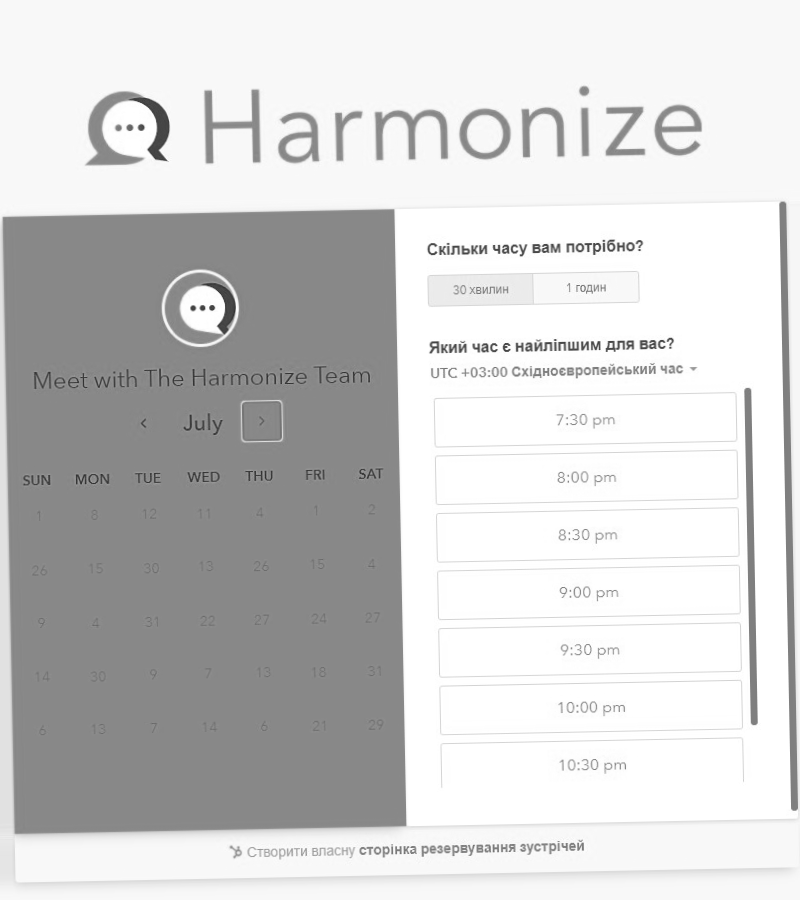 Harmonize
Meet with The Harmonize Team
July
SUN MON TUE WED THU FRI SAT
1 8 12 11 4 1 2
26 15 30 13 26 15 4
9 4 31 22 27 24 27
14 30 9 7 13 18 31
6 13 7 14 6 21 29
Скільки часу вам потрібно?
30 хвилин 1 годин
Який час є найліпшим для вас?
UTC +03:00 Східноєвропейський час
7:30 pm
8:00 pm
8:30 pm
9:00 pm
9:30 pm
10:00 pm
10:30 pm
Створити власну сторінка резервування зустрічей